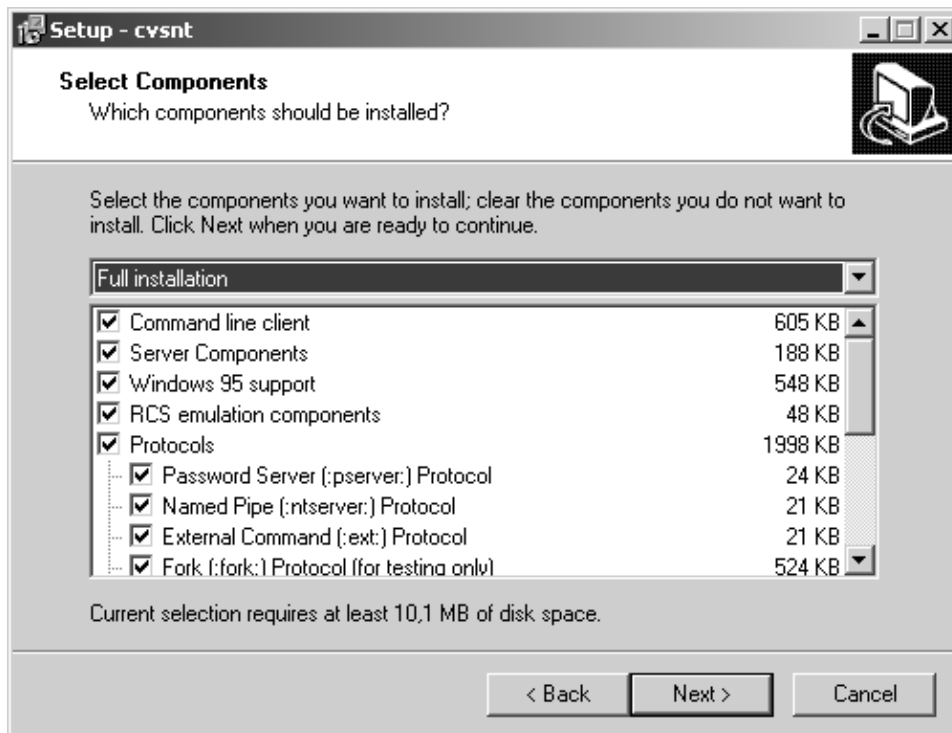 Setup - cvsnt
Select Components
Which components should be installed?
Select the components you want to install; clear the components you do not want to
install. Click Next when you are ready to continue.
Full installation
Command line client 605 KB
Server Components 188 KB
Windows 95 support 548 KB
RCS emulation components 48 KB
Protocols 1998 KB
Password Server (:pserver:) Protocol 24 KB
Named Pipe (:ntserver:) Protocol 21 KB
External Command (:ext:) Protocol 21 KB
Fork (:fork:) Protocol (for testing only) 524 KB
Current selection requires at least 10,1 MB of disk space.
< Back Next > Cancel